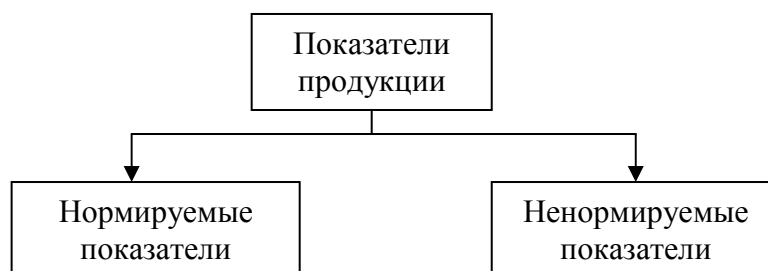 Показатели
продукции
Нормируемые
показатели
Ненормируемые
показатели